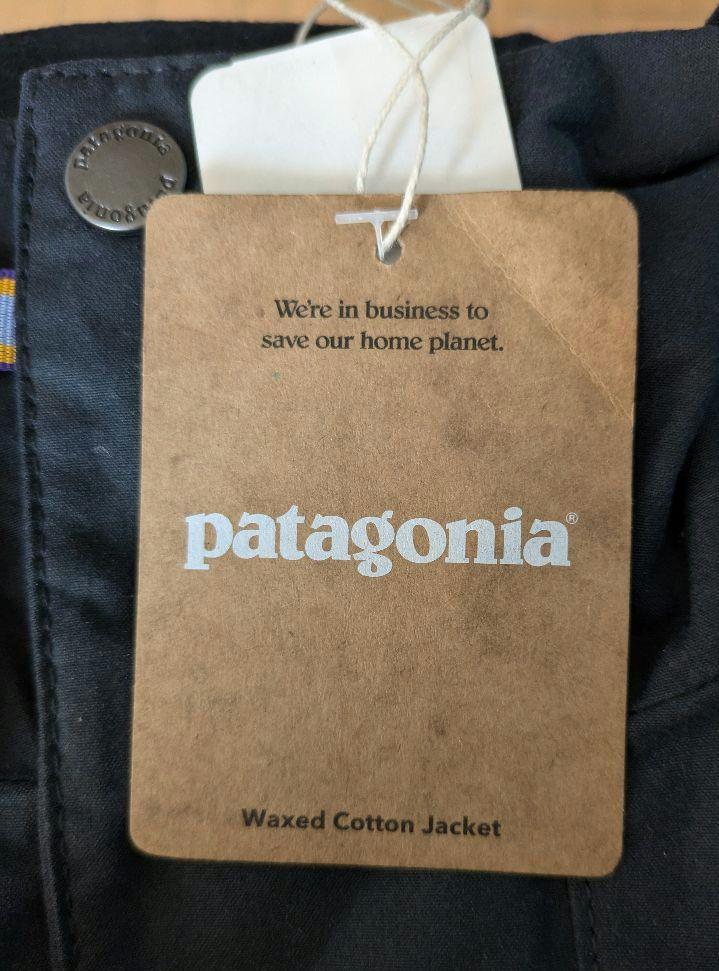 patagonia
patagonia
We're in business to
save our home planet.
patagonia®
Waxed Cotton Jacket